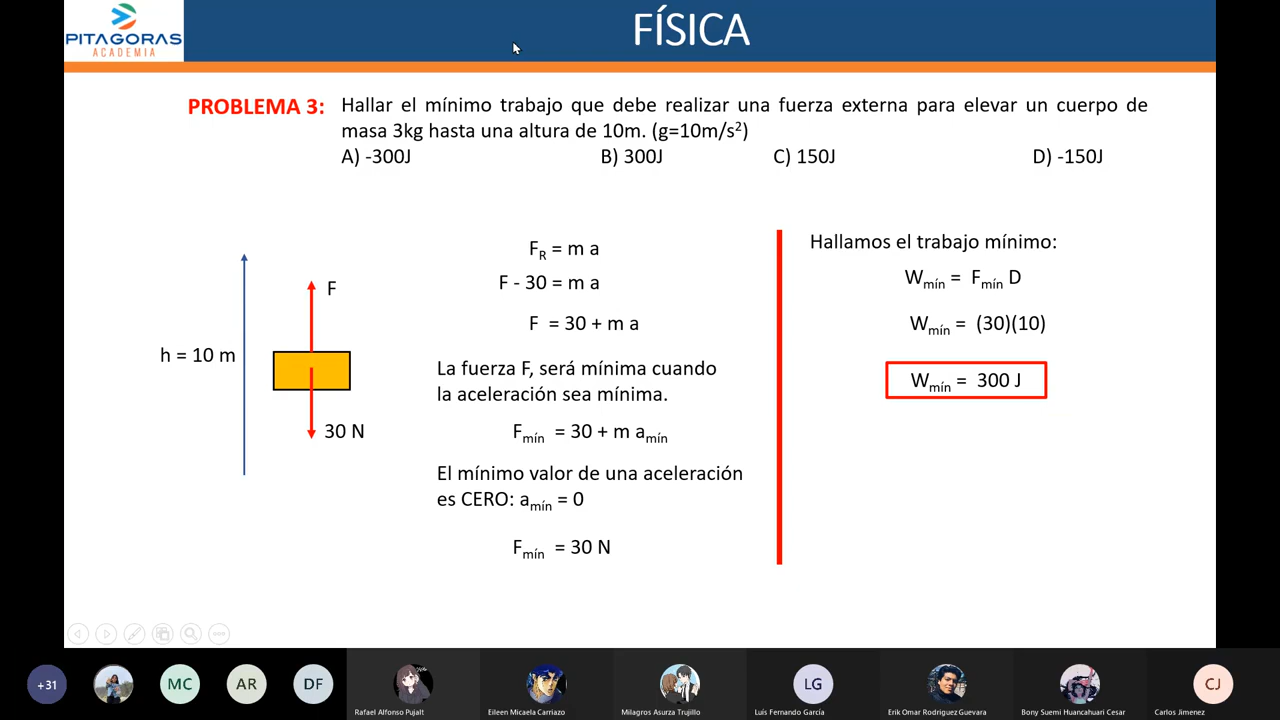 PITAGORAS
ACADEMIA
FÍSICA
PROBLEMA 3: Hallar el mínimo trabajo que debe realizar una fuerza externa para elevar un cuerpo de
masa 3kg hasta una altura de 10m. (g=10m/s²)
A) -300J B) 300J C) 150J D) -150J
h = 10 m
F
30 N
F_R = m a
F - 30 = m a
F = 30 + m a
La fuerza F, será mínima cuando
la aceleración sea mínima.
F_mín = 30 + m a_mín
El mínimo valor de una aceleración
es CERO: a_mín = 0
F_mín = 30 N
Hallamos el trabajo mínimo:
W_mín = F_mín D
W_mín = (30)(10)
W_mín = 300 J
+31
MC
AR
DF
LG
CJ
Rafael Alfonso Pujalt
Eileen Micaela Carriazo
Milagros Asurza Trujillo
Luis Fernando García
Erik Omar Rodriguez Guevara
Bony Suemi Huancahuari Cesar
Carlos Jimenez